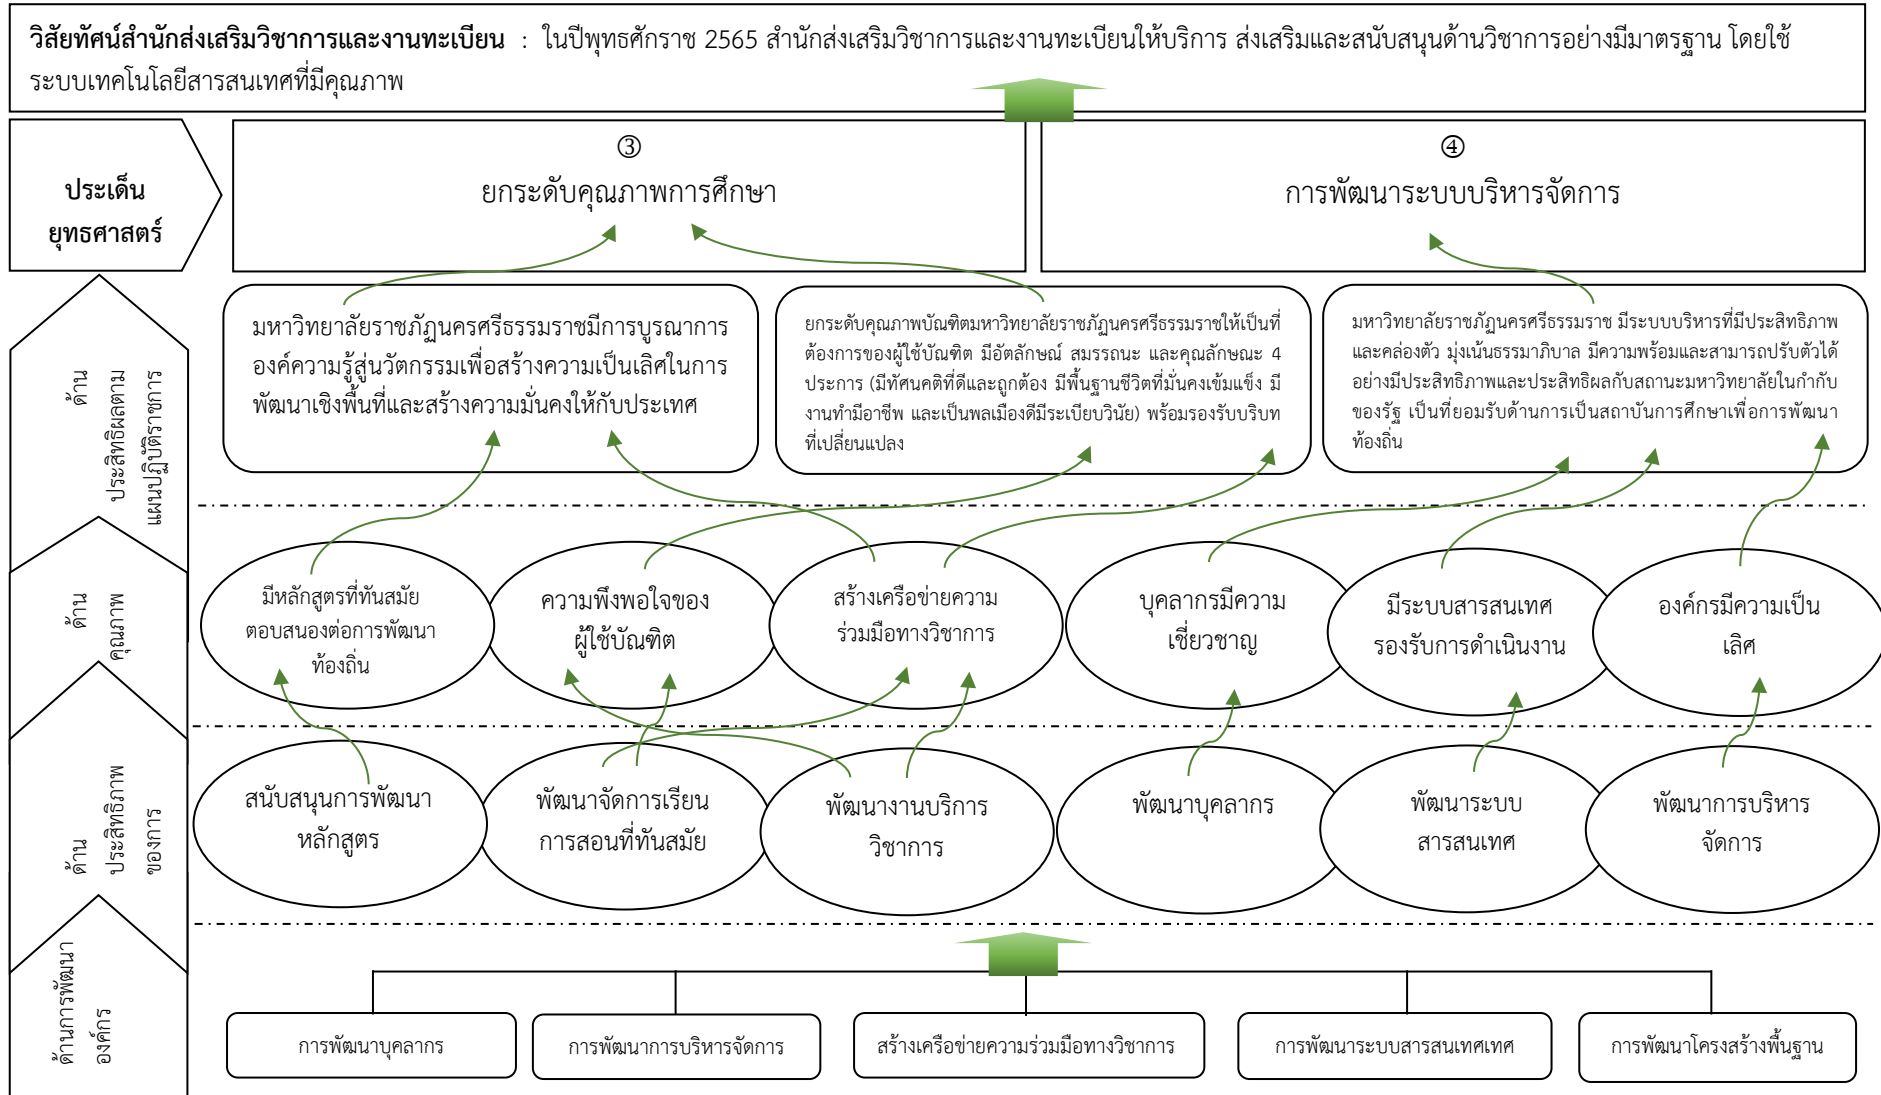 วิสัยทัศน์สำนักส่งเสริมวิชาการและงานทะเบียน : ในปีพุทธศักราช 2565 สำนักส่งเสริมวิชาการและงานทะเบียนให้บริการ ส่งเสริมและสนับสนุนด้านวิชาการอย่างมีมาตรฐาน โดยใช้
ระบบเทคโนโลยีสารสนเทศที่มีคุณภาพ
ประเด็น
ยุทธศาสตร์
③
ยกระดับคุณภาพการศึกษา
④
การพัฒนาระบบบริหารจัดการ
ด้าน
ประสิทธิผลตาม
แผนปฏิบัติราชการ
มหาวิทยาลัยราชภัฏนครศรีธรรมราชมีการบูรณาการ
องค์ความรู้สู่นวัตกรรมเพื่อสร้างความเป็นเลิศในการ
พัฒนาเชิงพื้นที่และสร้างความมั่นคงให้กับประเทศ
ยกระดับคุณภาพบัณฑิตมหาวิทยาลัยราชภัฏนครศรีธรรมราชให้เป็นที่
ต้องการของผู้ใช้บัณฑิต มีอัตลักษณ์ สมรรถนะ และคุณลักษณะ 4
ประการ (มีทัศนคติที่ดีและถูกต้อง มีพื้นฐานชีวิตที่มั่นคงเข้มแข็ง มี
งานทำมีอาชีพ และเป็นพลเมืองดีมีระเบียบวินัย) พร้อมรองรับบริบท
ที่เปลี่ยนแปลง
มหาวิทยาลัยราชภัฏนครศรีธรรมราช มีระบบบริหารที่มีประสิทธิภาพ
และคล่องตัว มุ่งเน้นธรรมาภิบาล มีความพร้อมและสามารถปรับตัวได้
อย่างมีประสิทธิภาพและประสิทธิผลกับสถานะมหาวิทยาลัยในกำกับ
ของรัฐ เป็นที่ยอมรับด้านการเป็นสถาบันการศึกษาเพื่อการพัฒนา
ท้องถิ่น
ด้าน
คุณภาพ
มีหลักสูตรที่ทันสมัย
ตอบสนองต่อการพัฒนา
ท้องถิ่น
ความพึงพอใจของ
ผู้ใช้บัณฑิต
สร้างเครือข่ายความ
ร่วมมือทางวิชาการ
บุคลากรมีความ
เชี่ยวชาญ
มีระบบสารสนเทศ
รองรับการดำเนินงาน
องค์กรมีความเป็น
เลิศ
ด้าน
ประสิทธิภาพ
ของการ
สนับสนุนการพัฒนา
หลักสูตร
พัฒนาจัดการเรียน
การสอนที่ทันสมัย
พัฒนางานบริการ
วิชาการ
พัฒนาบุคลากร
พัฒนาระบบ
สารสนเทศ
พัฒนาการบริหาร
จัดการ
ด้านการพัฒนา
องค์กร
การพัฒนาบุคลากร
การพัฒนาการบริหารจัดการ
สร้างเครือข่ายความร่วมมือทางวิชาการ
การพัฒนาระบบสารสนเทศเทศ
การพัฒนาโครงสร้างพื้นฐาน